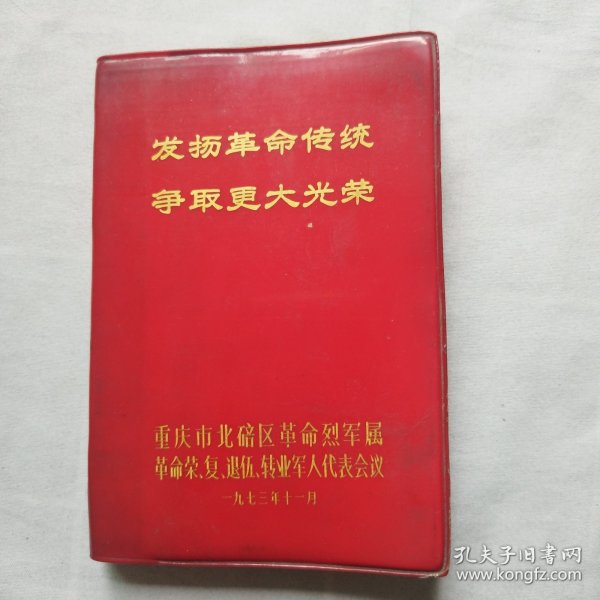 发扬革命传统
争取更大光荣
重庆市北碚区革命烈军属
革命荣、复、退伍、转业军人代表会议
一九七三年十一月
孔夫子旧书网
www.kongfz.com